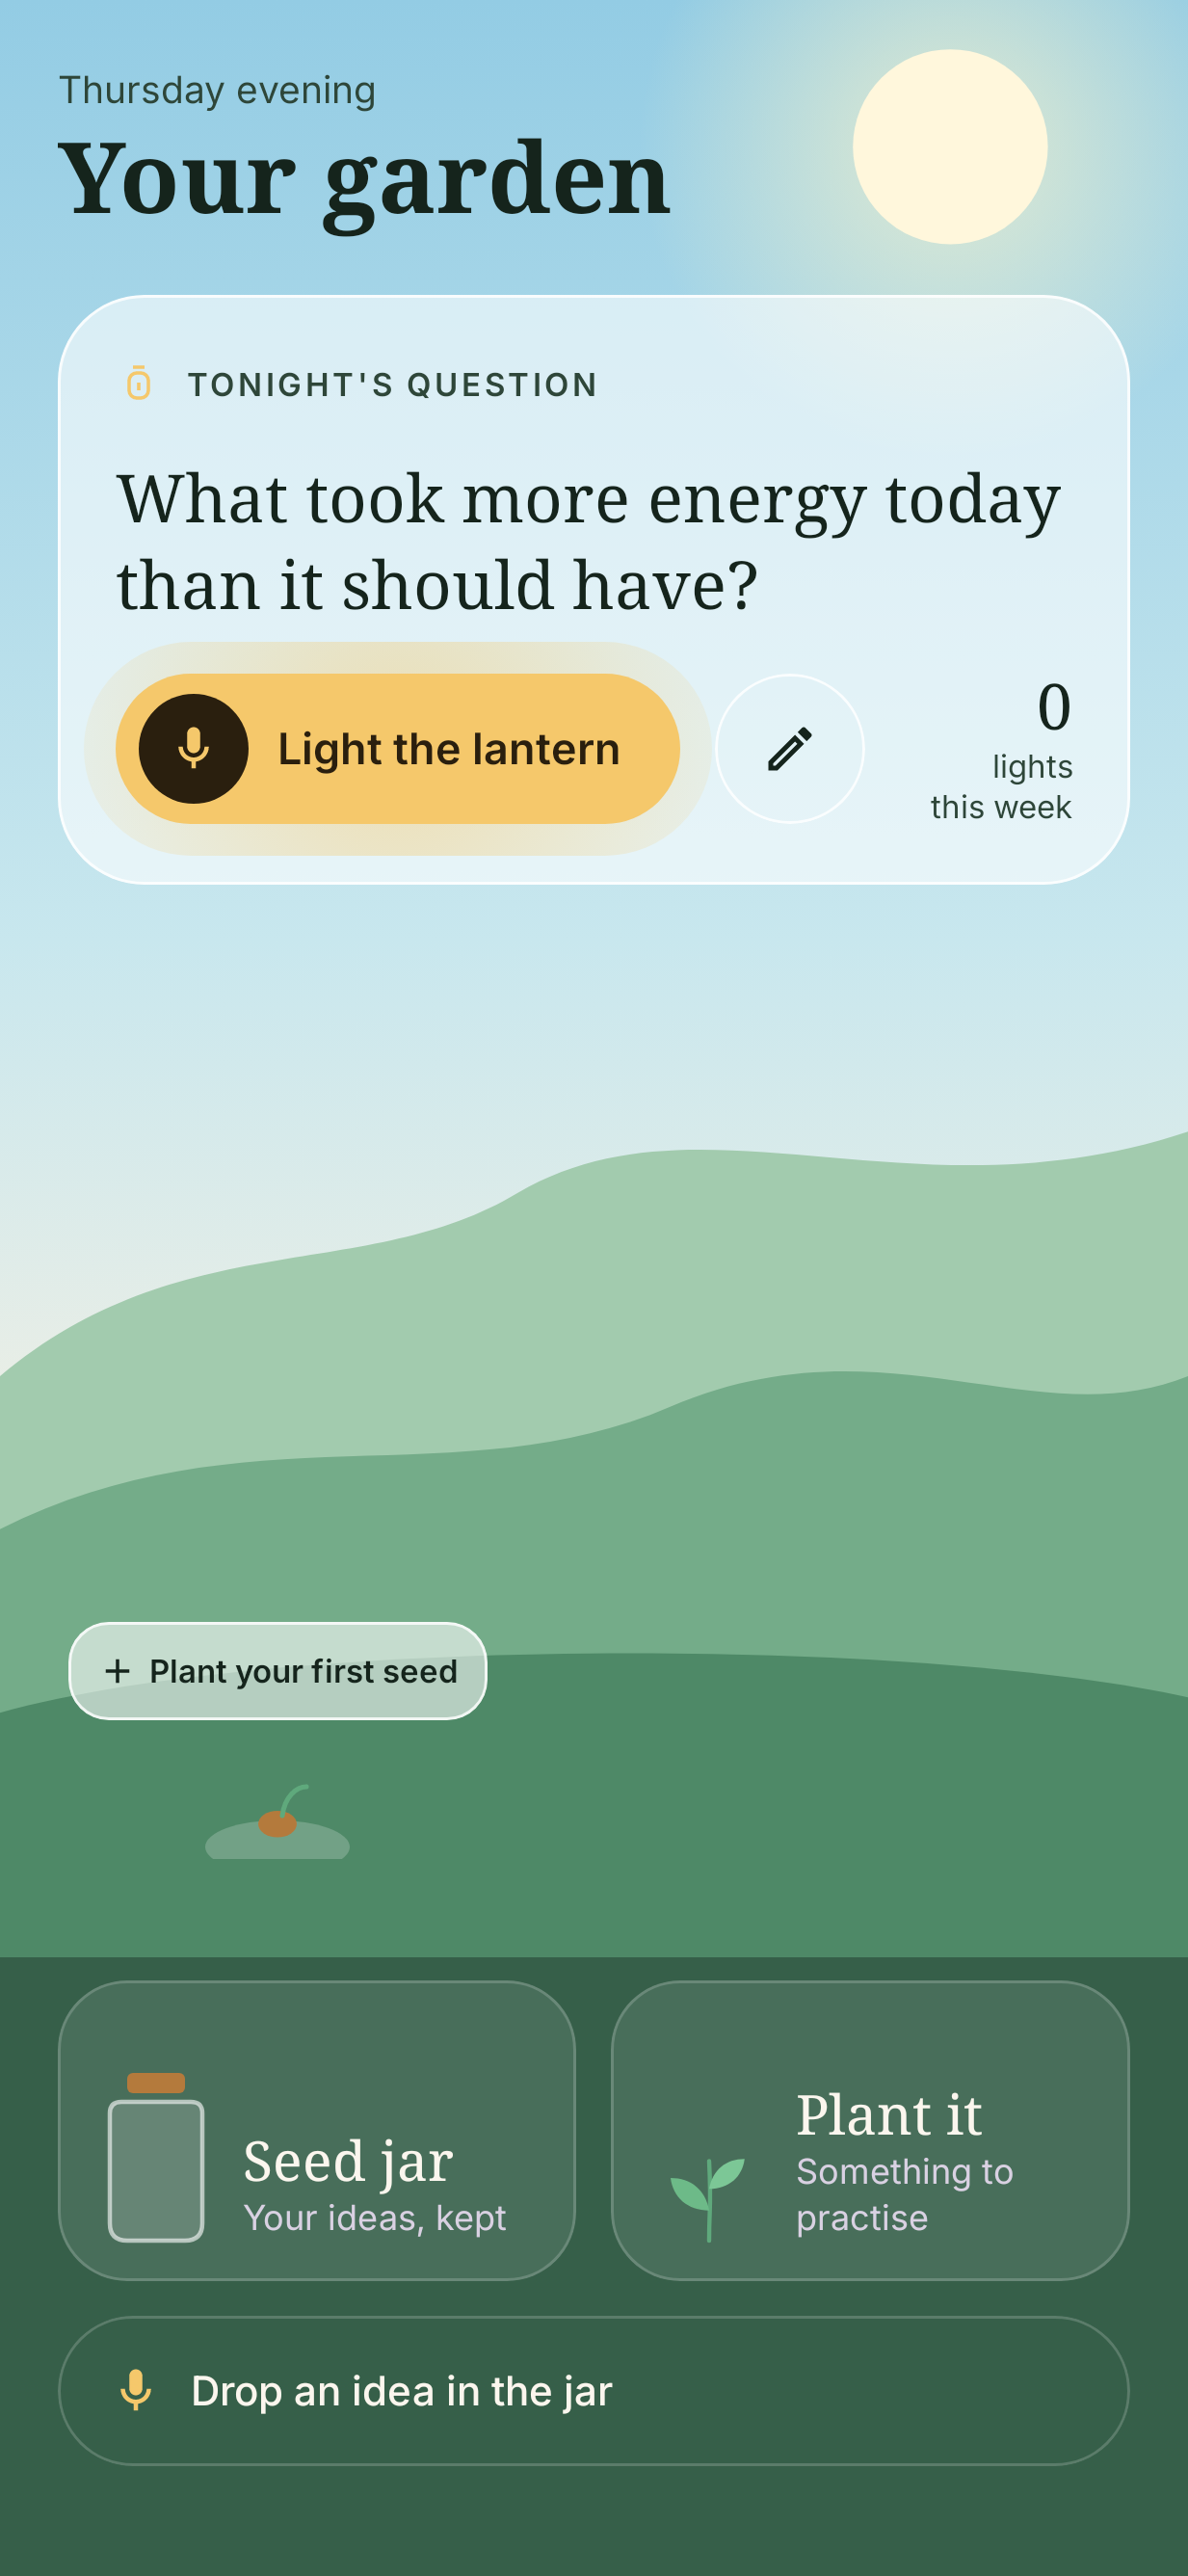 Thursday evening
Your garden
TONIGHT'S QUESTION
What took more energy today
than it should have?
Light the lantern
0
lights
this week
+ Plant your first seed
Seed jar
Your ideas, kept
Plant it
Something to
practise
Drop an idea in the jar